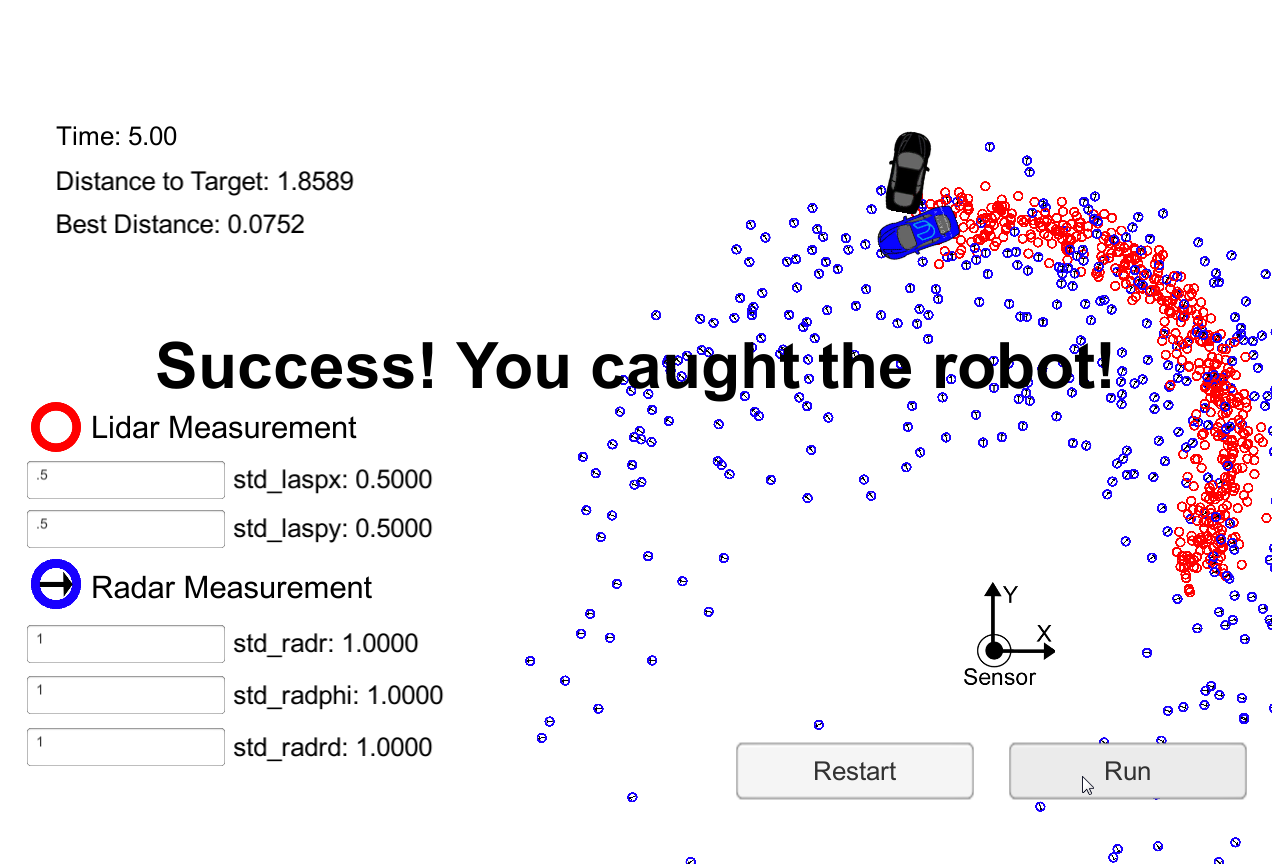 Time: 5.00
Distance to Target: 1.8589
Best Distance: 0.0752
Success! You caught the robot!
Lidar Measurement
.5 std_laspx: 0.5000
.5 std_laspy: 0.5000
Radar Measurement
1 std_radr: 1.0000
1 std_radphi: 1.0000
1 std_radrd: 1.0000
Y
X
Sensor
Restart Run